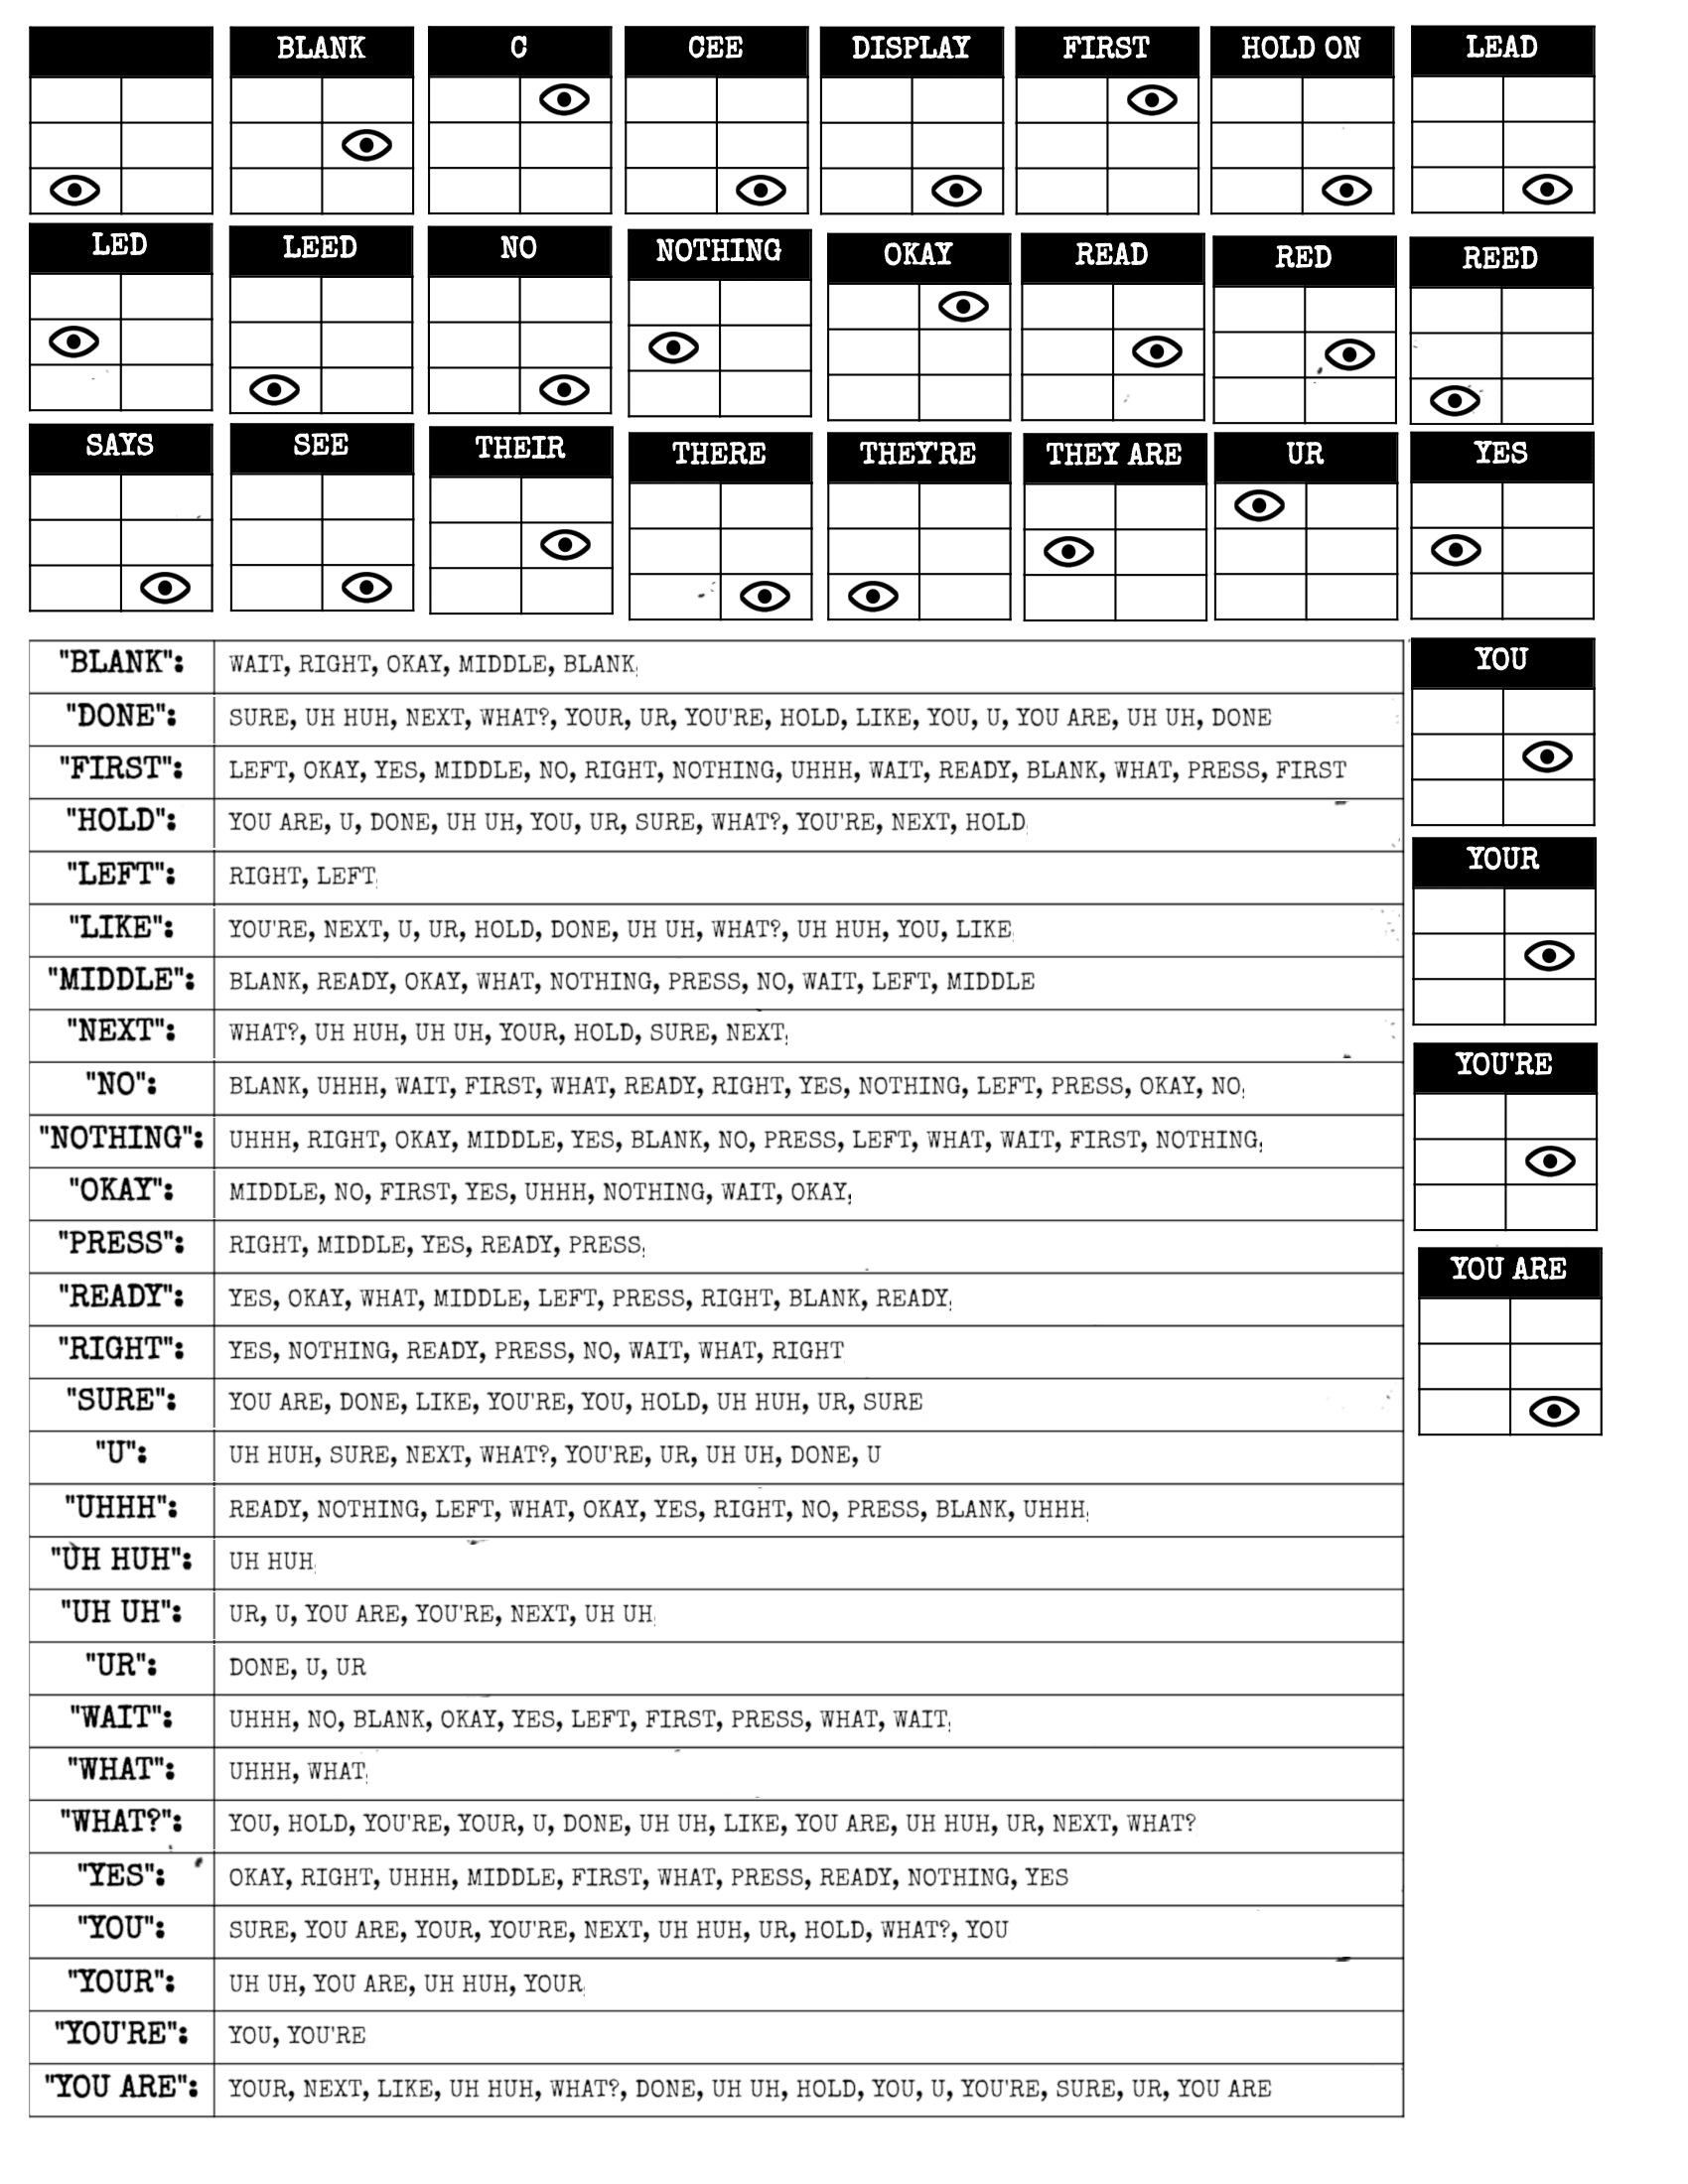 BLANK C CEE DISPLAY FIRST HOLD ON LEAD
LED LEED NO NOTHING OKAY READ RED REED
SAYS SEE THEIR THERE THEY'RE THEY ARE UR YES
"BLANK": WAIT, RIGHT, OKAY, MIDDLE, BLANK
"DONE": SURE, UH HUH, NEXT, WHAT?, YOUR, UR, YOU'RE, HOLD, LIKE, YOU, U, YOU ARE, UH UH, DONE
"FIRST": LEFT, OKAY, YES, MIDDLE, NO, RIGHT, NOTHING, UHHH, WAIT, READY, BLANK, WHAT, PRESS, FIRST
"HOLD": YOU ARE, U, DONE, UH UH, YOU, UR, SURE, WHAT?, YOU'RE, NEXT, HOLD
"LEFT": RIGHT, LEFT
"LIKE": YOU'RE, NEXT, U, UR, HOLD, DONE, UH UH, WHAT?, UH HUH, YOU, LIKE
"MIDDLE": BLANK, READY, OKAY, WHAT, NOTHING, PRESS, NO, WAIT, LEFT, MIDDLE
"NEXT": WHAT?, UH HUH, UH UH, YOUR, HOLD, SURE, NEXT
"NO": BLANK, UHHH, WAIT, FIRST, WHAT, READY, RIGHT, YES, NOTHING, LEFT, PRESS, OKAY, NO
"NOTHING": UHHH, RIGHT, OKAY, MIDDLE, YES, BLANK, NO, PRESS, LEFT, WHAT, WAIT, FIRST, NOTHING
"OKAY": MIDDLE, NO, FIRST, YES, UHHH, NOTHING, WAIT, OKAY
"PRESS": RIGHT, MIDDLE, YES, READY, PRESS
"READY": YES, OKAY, WHAT, MIDDLE, LEFT, PRESS, RIGHT, BLANK, READY
"RIGHT": YES, NOTHING, READY, PRESS, NO, WAIT, WHAT, RIGHT
"SURE": YOU ARE, DONE, LIKE, YOU'RE, YOU, HOLD, UH HUH, UR, SURE
"U": UH HUH, SURE, NEXT, WHAT?, YOU'RE, UR, UH UH, DONE, U
"UHHH": READY, NOTHING, LEFT, WHAT, OKAY, YES, RIGHT, NO, PRESS, BLANK, UHHH
"UH HUH": UH HUH
"UH UH": UR, U, YOU ARE, YOU'RE, NEXT, UH UH
"UR": DONE, U, UR
"WAIT": UHHH, NO, BLANK, OKAY, YES, LEFT, FIRST, PRESS, WHAT, WAIT
"WHAT": UHHH, WHAT
"WHAT?": YOU, HOLD, YOU'RE, YOUR, U, DONE, UH UH, LIKE, YOU ARE, UH HUH, UR, NEXT, WHAT?
"YES": OKAY, RIGHT, UHHH, MIDDLE, FIRST, WHAT, PRESS, READY, NOTHING, YES
"YOU": SURE, YOU ARE, YOUR, YOU'RE, NEXT, UH HUH, UR, HOLD, WHAT?, YOU
"YOUR": UH UH, YOU ARE, UH HUH, YOUR
"YOU'RE": YOU, YOU'RE
"YOU ARE": YOUR, NEXT, LIKE, UH HUH, WHAT?, DONE, UH UH, HOLD, YOU, U, YOU'RE, SURE, UR, YOU ARE
YOU
YOUR
YOU'RE
YOU ARE